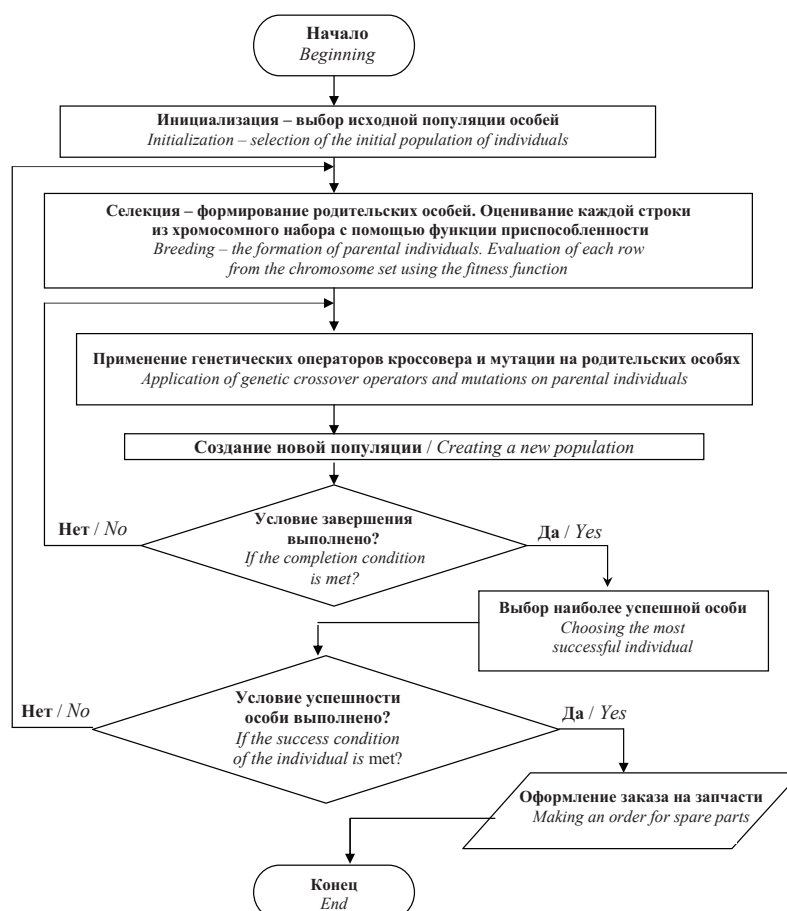 Начало
Beginning
Инициализация – выбор исходной популяции особей
Initialization – selection of the initial population of individuals
Селекция – формирование родительских особей. Оценивание каждой строки
из хромосомного набора с помощью функции приспособленности
Breeding – the formation of parental individuals. Evaluation of each row
from the chromosome set using the fitness function
Применение генетических операторов кроссовера и мутации на родительских особях
Application of genetic crossover operators and mutations on parental individuals
Создание новой популяции / Creating a new population
Нет / No
Условие завершения
выполнено?
If the completion condition
is met?
Да / Yes
Выбор наиболее успешной особи
Choosing the most
successful individual
Нет / No
Условие успешности
особи выполнено?
If the success condition
of the individual is met?
Да / Yes
Оформление заказа на запчасти
Making an order for spare parts
Конец
End